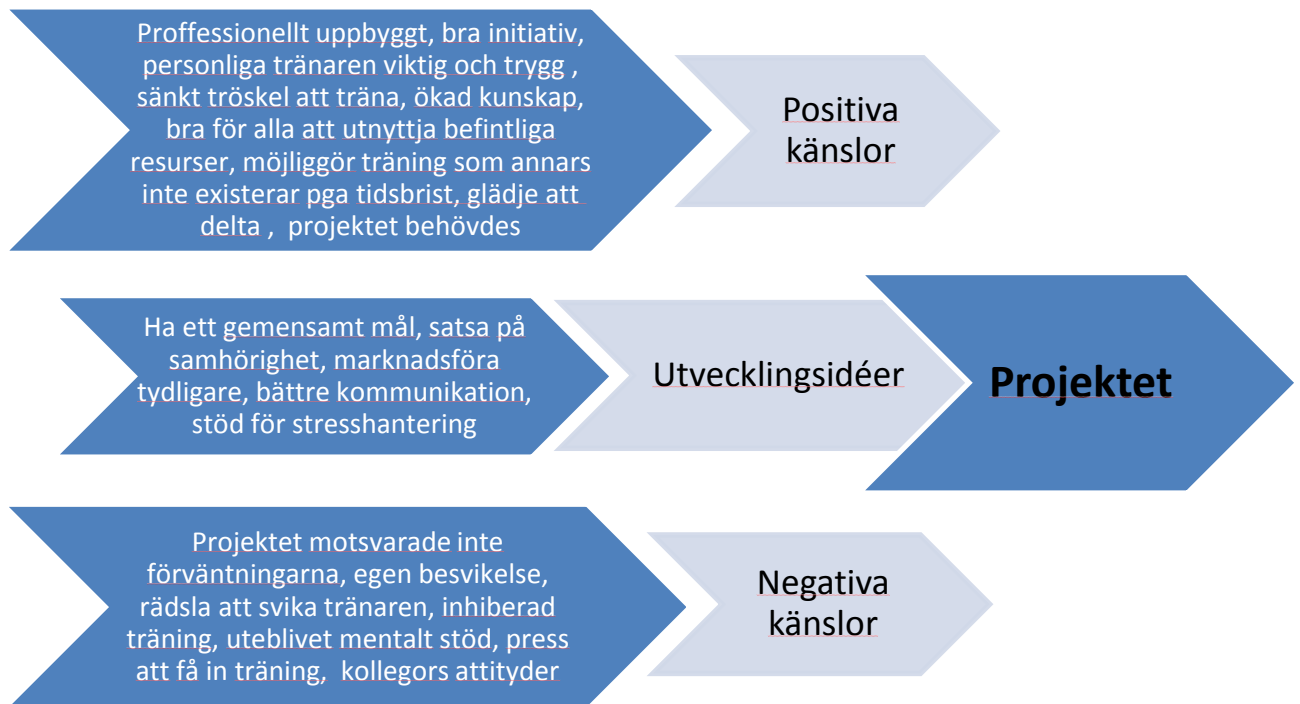 Proffessionellt uppbyggt, bra initiativ,
personliga tränaren viktig och trygg ,
sänkt tröskel att träna, ökad kunskap,
bra för alla att utnyttja befintliga
resurser, möjliggör träning som annars
inte existerar pga tidsbrist, glädje att
delta ,  projektet behövdes
Positiva
känslor
Ha ett gemensamt mål, satsa på
samhörighet, marknadsföra
tydligare, bättre kommunikation,
stöd för stresshantering
Utvecklingsidéer
Projektet
Projektet motsvarade inte
förväntningarna, egen besvikelse,
rädsla att svika tränaren, inhiberad
träning, uteblivet mentalt stöd, press
att få in träning,  kollegors attityder
Negativa
känslor